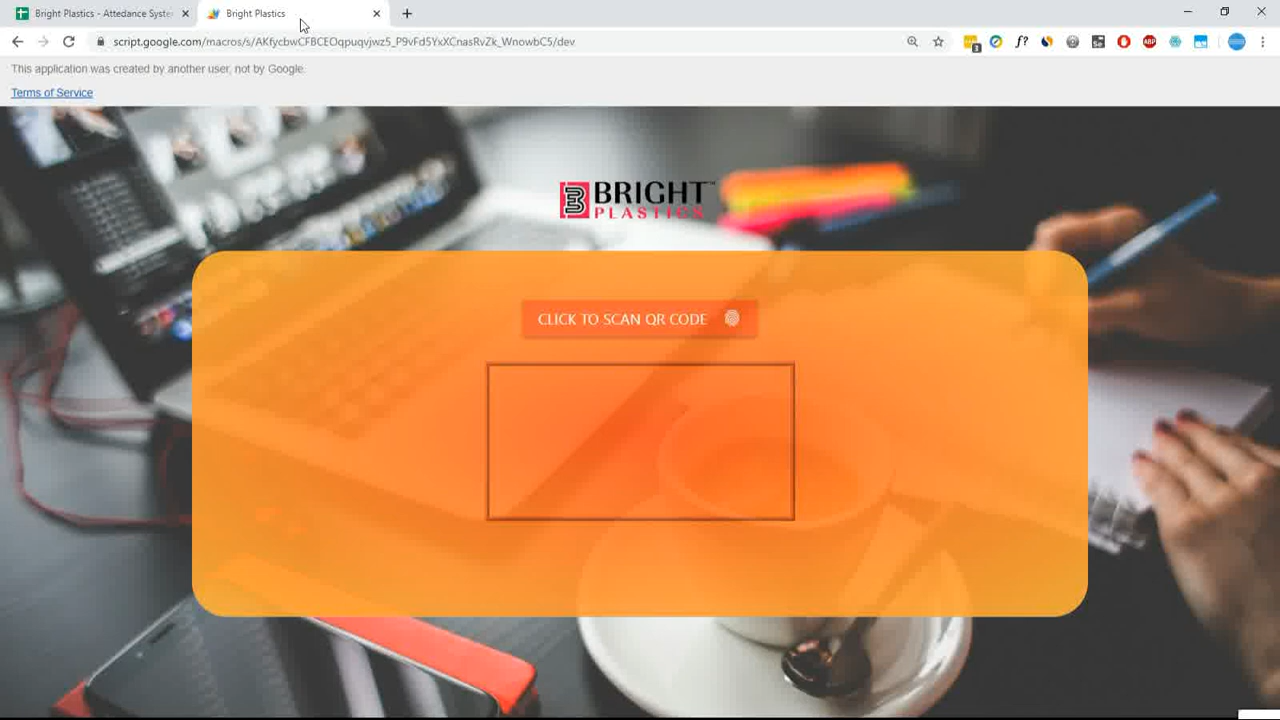 Bright Plastics - Attedance Syste
Bright Plastics
script.google.com/macros/s/AKfycbwCFBCEOqpuqvjwz5_P9vFd5YxXCnasRvZk_WnowbC5/dev
This application was created by another user, not by Google.
Terms of Service
BRIGHT™
PLASTICS
CLICK TO SCAN QR CODE